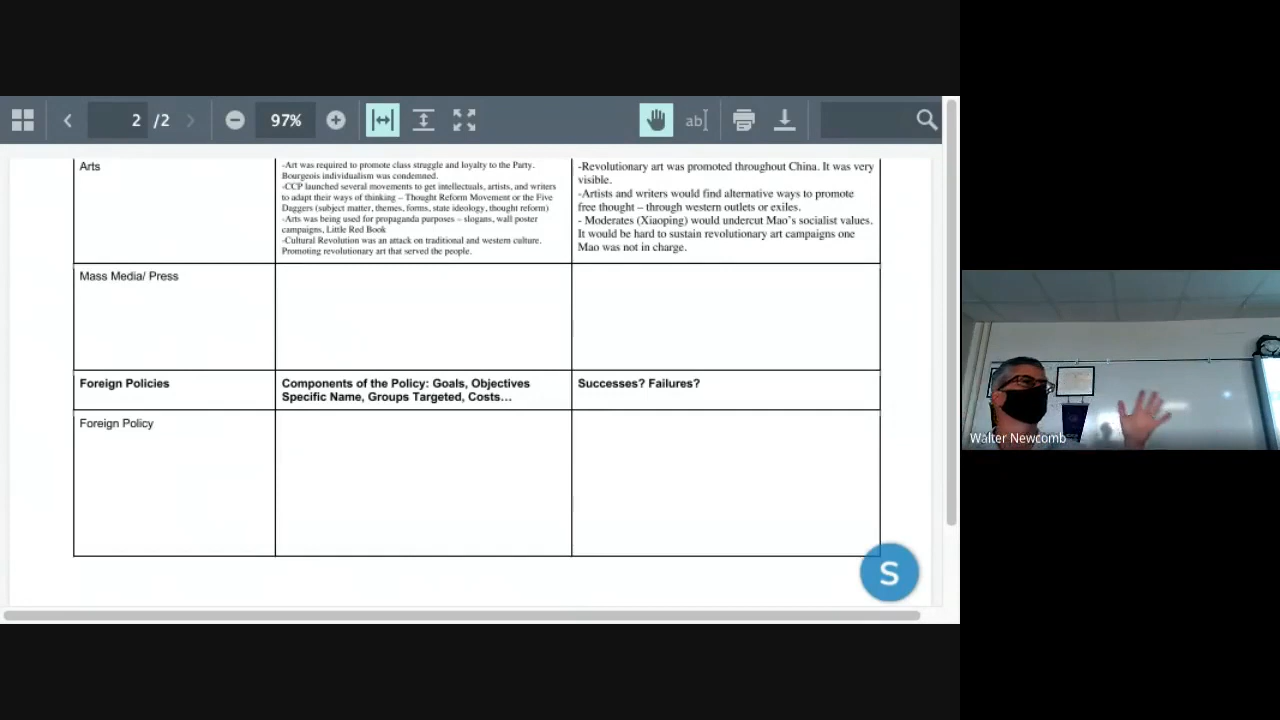 2 /2
97%
ab
Arts
-Art was required to promote class struggle and loyalty to the Party.
Bourgeois individualism was condemned.
-CCP launched several movements to get intellectuals, artists, and writers
to adapt their ways of thinking – Thought Reform Movement or the Five
Daggers (subject matter, themes, forms, state ideology, thought reform)
-Arts was being used for propaganda purposes – slogans, wall poster
campaigns, Little Red Book
-Cultural Revolution was an attack on traditional and western culture.
Promoting revolutionary art that served the people.
-Revolutionary art was promoted throughout China. It was very
visible.
-Artists and writers would find alternative ways to promote
free thought – through western outlets or exiles.
- Moderates (Xiaoping) would undercut Mao's socialist values.
It would be hard to sustain revolutionary art campaigns one
Mao was not in charge.
Mass Media/ Press
Foreign Policies
Components of the Policy: Goals, Objectives
Specific Name, Groups Targeted, Costs…
Successes? Failures?
Foreign Policy
S
Walter Newcomb